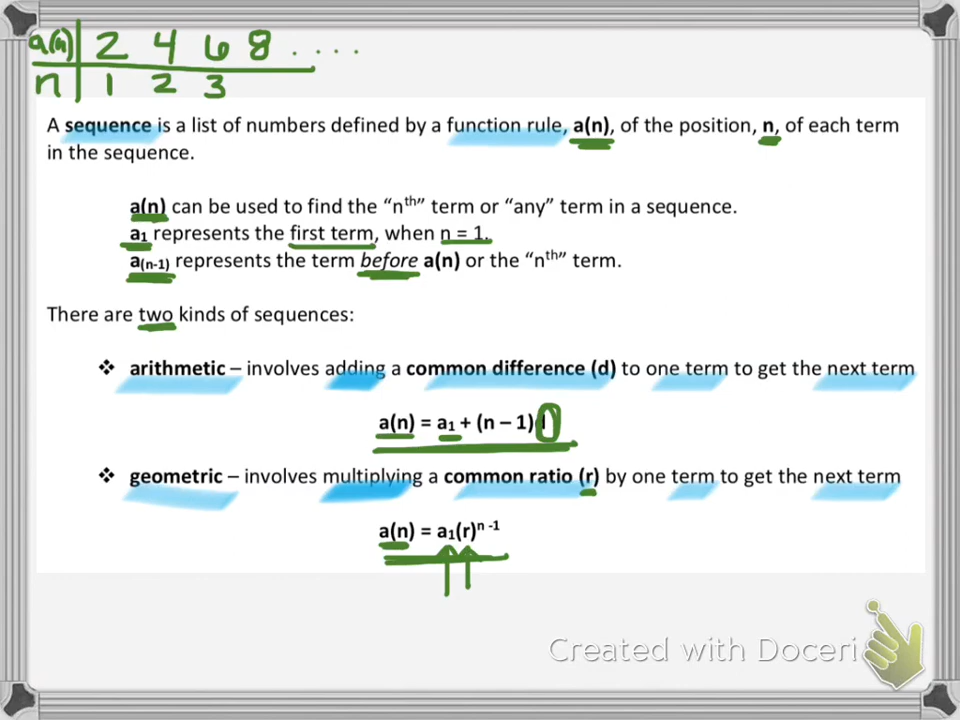 a(n) 2 4 6 8 ....
n 1 2 3
A sequence is a list of numbers defined by a function rule, a(n), of the position, n, of each term
in the sequence.
a(n) can be used to find the “nth” term or “any” term in a sequence.
a1 represents the first term, when n = 1.
a(n-1) represents the term before a(n) or the “nth” term.
There are two kinds of sequences:
❖ arithmetic – involves adding a common difference (d) to one term to get the next term
a(n) = a1 + (n – 1)d
❖ geometric – involves multiplying a common ratio (r) by one term to get the next term
a(n) = a1(r)n -1
Created with Doceri